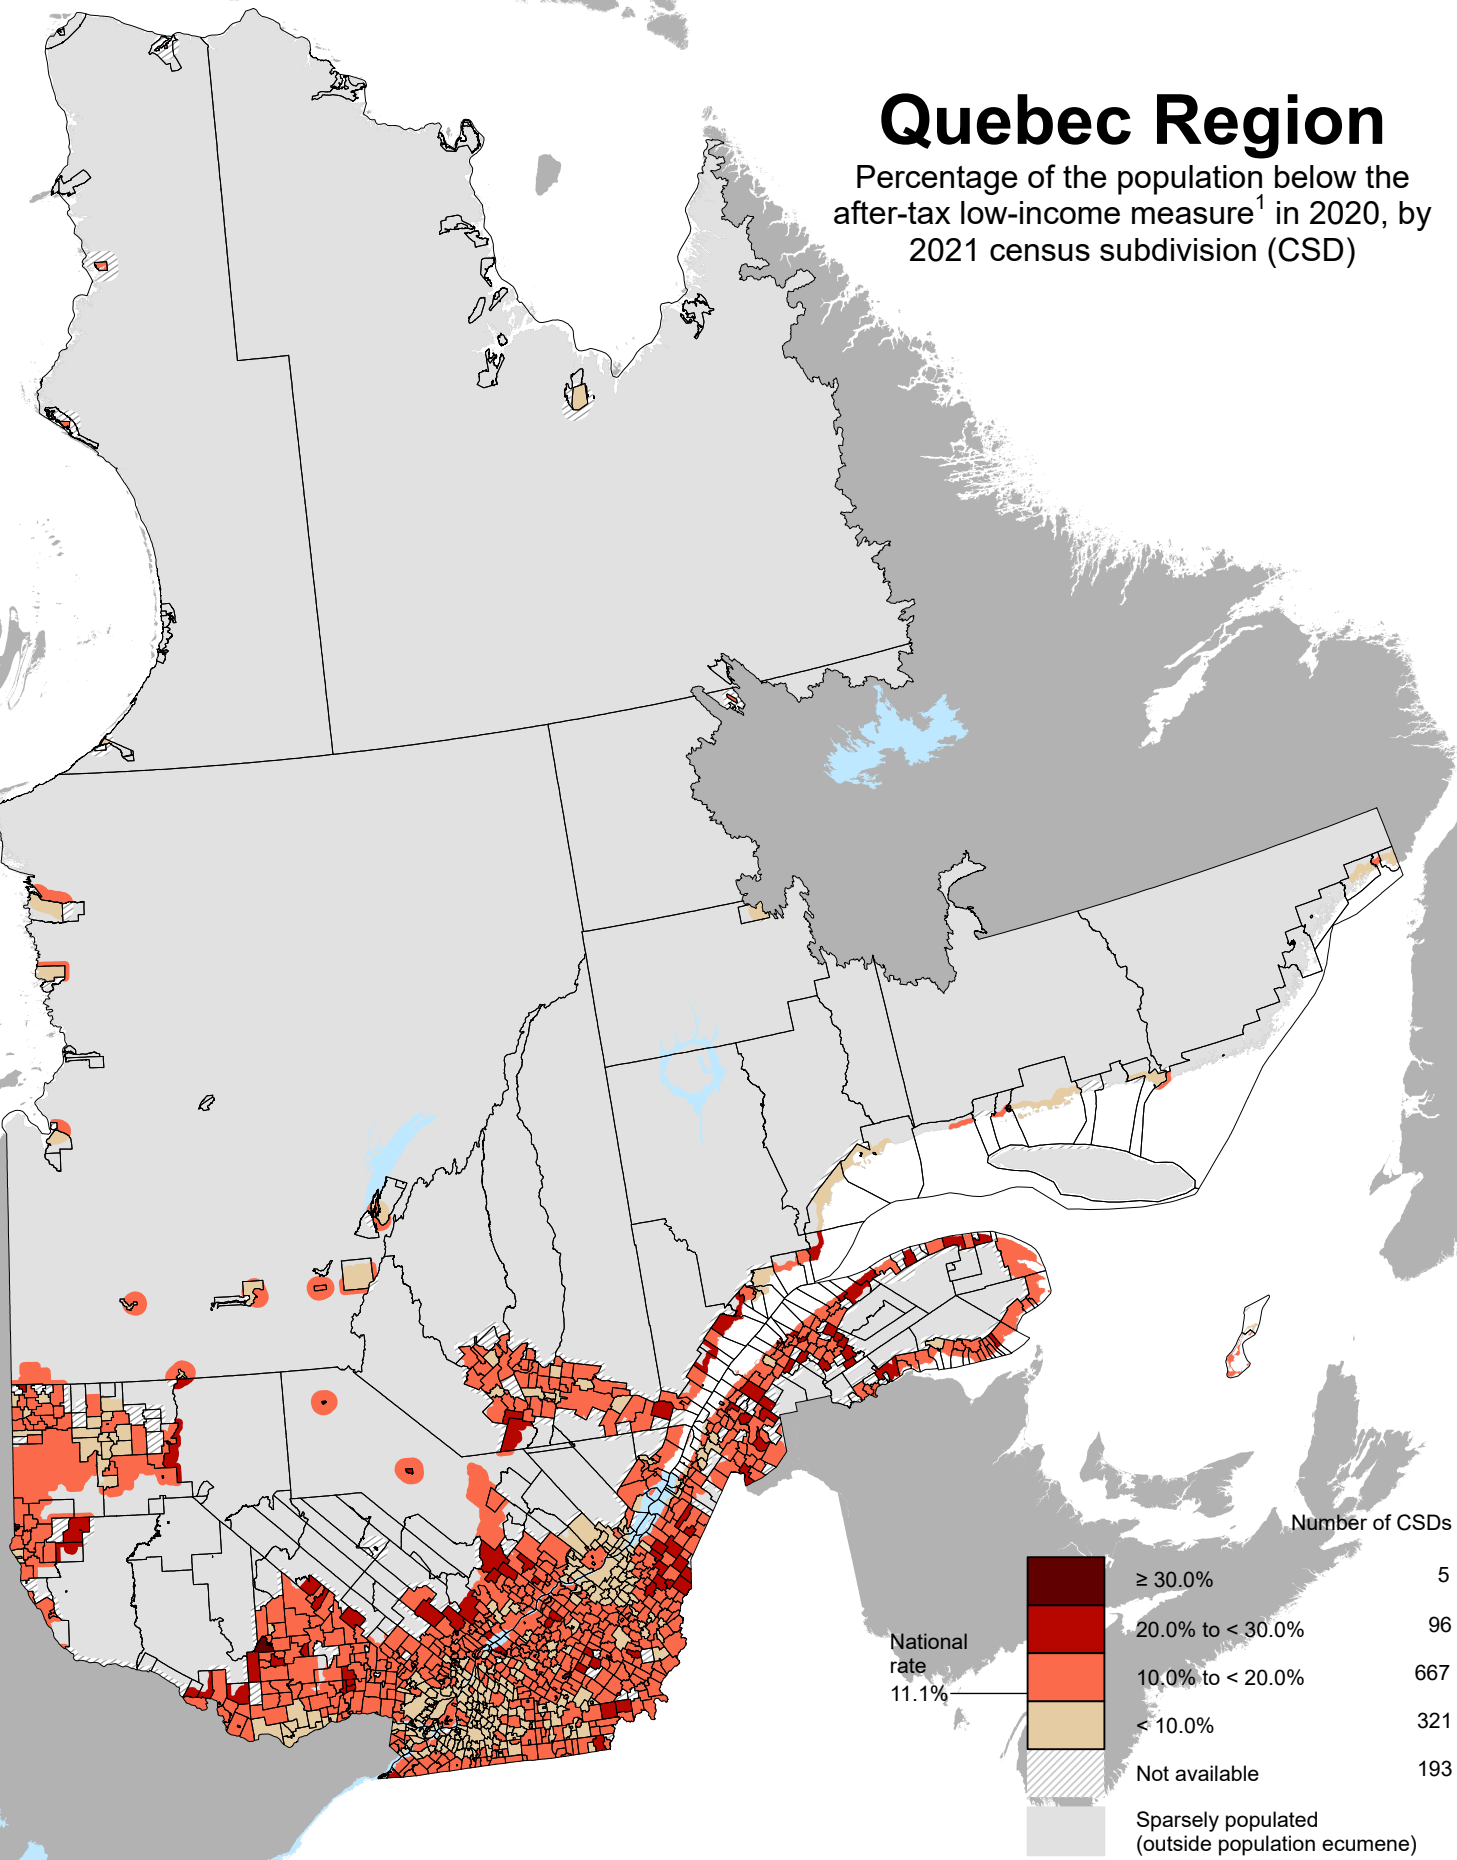 Quebec Region
Percentage of the population below the
after-tax low-income measure¹ in 2020, by
2021 census subdivision (CSD)
Number of CSDs
≥ 30.0% 5
20.0% to < 30.0% 96
National
rate
11.1%
10.0% to < 20.0% 667
< 10.0% 321
Not available 193
Sparsely populated
(outside population ecumene)